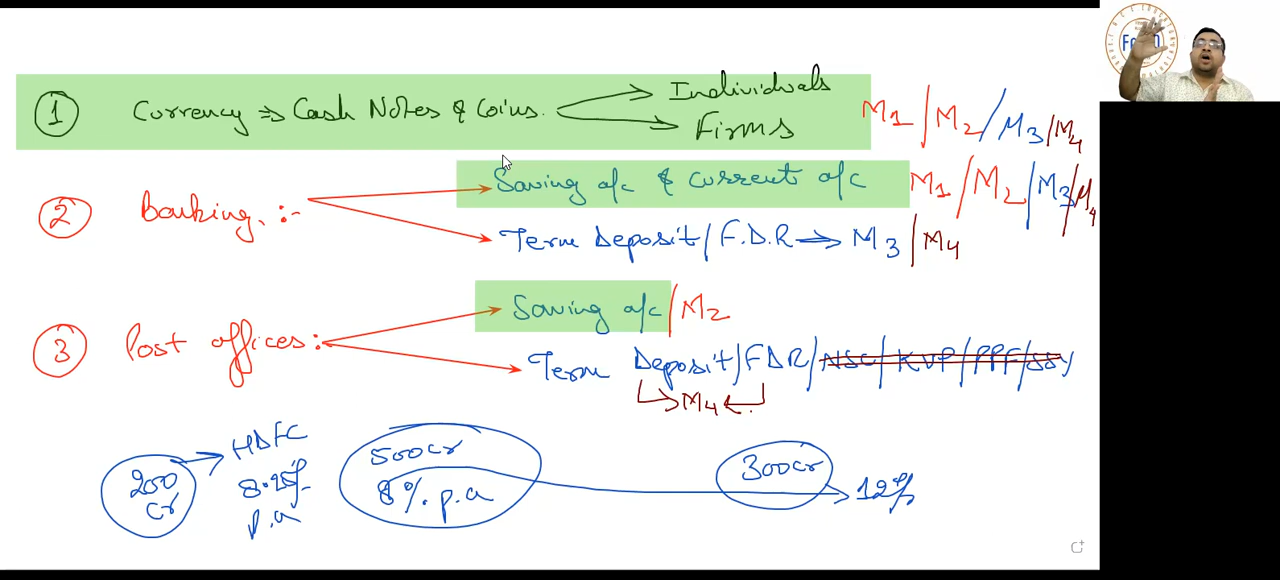 1 Currency ⇒ Cash Notes & Coins.
Individuals
Firms
M1 / M2 / M3 / M4
2 Banking :-
Saving a/c & current a/c M1 / M2 / M3 / M4
Term Deposit / F.D.R → M3 / M4
3 Post offices :
Saving a/c / M2
Term Deposit / FDR / NSC / KVP / PPF / SSY
M4
200 cr
HDFC
8.25% p.a
500 cr
8% p.a
300 cr
12%